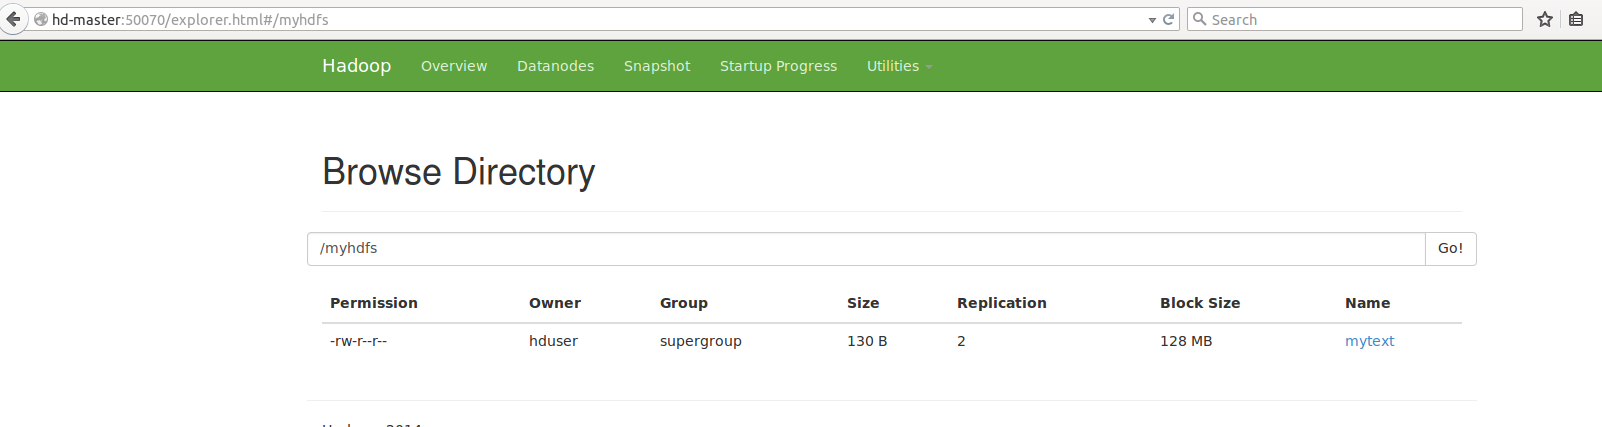 hd-master:50070/explorer.html#/myhdfs Search
Hadoop Overview Datanodes Snapshot Startup Progress Utilities
Browse Directory
/myhdfs Go!
Permission Owner Group Size Replication Block Size Name
-rw-r--r-- hduser supergroup 130 B 2 128 MB mytext